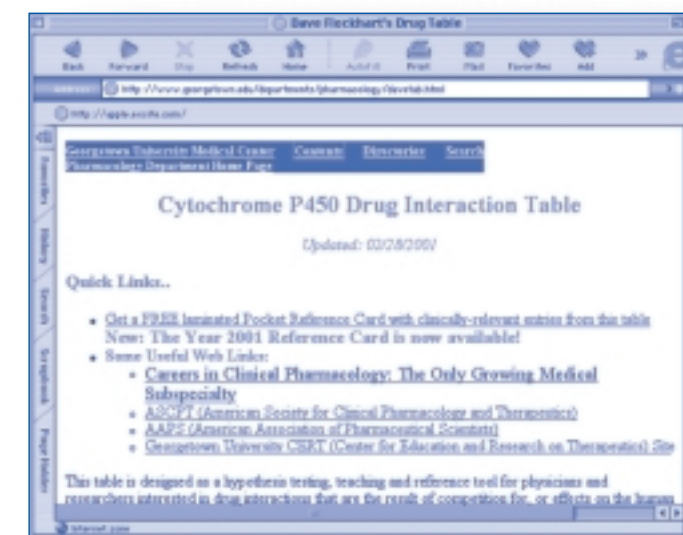 Dave Flockhart's Drug Table
Back Forward Stop Refresh Home AutoFill Print Mail Favorites Add »
http://www.georgetown.edu/departments/pharmacology/davetab.html
http://apple.excite.com/
Georgetown University Medical Center Contents Directories Search
Pharmacology Department Home Page
Favorites
History
Search
Scrapbook
Page Holder
Cytochrome P450 Drug Interaction Table
Updated: 02/28/2001
Quick Links..
Get a FREE laminated Pocket Reference Card with clinically-relevant entries from this table
New: The Year 2001 Reference Card is now available!
Some Useful Web Links:
Careers in Clinical Pharmacology: The Only Growing Medical
Subspecialty
ASCPT (American Society for Clinical Pharmacology and Therapeutics)
AAPS (American Association of Pharmaceutical Scientists)
Georgetown University CERT (Center for Education and Research on Therapeutics) Site
This table is designed as a hypothesis testing, teaching and reference tool for physicians and
researchers interested in drug interactions that are the result of competition for, or effects on the human
Internet zone